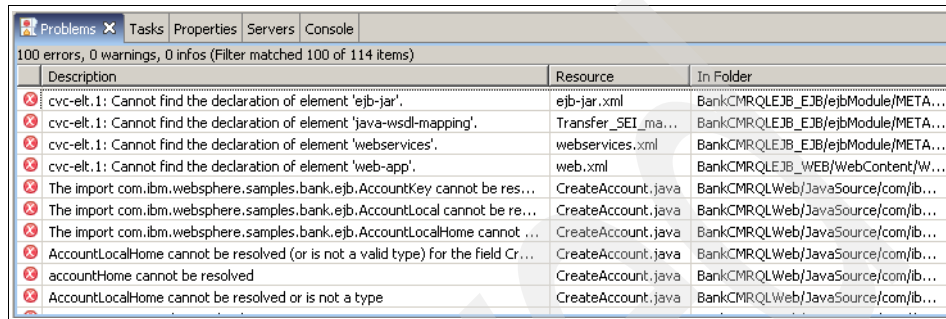 Problems Tasks Properties Servers Console
100 errors, 0 warnings, 0 infos (Filter matched 100 of 114 items)
Description Resource In Folder
cvc-elt.1: Cannot find the declaration of element 'ejb-jar'. ejb-jar.xml BankCMRQLEJB_EJB/ejbModule/META...
cvc-elt.1: Cannot find the declaration of element 'java-wsdl-mapping'. Transfer_SEI_ma... BankCMRQLEJB_EJB/ejbModule/META...
cvc-elt.1: Cannot find the declaration of element 'webservices'. webservices.xml BankCMRQLEJB_EJB/ejbModule/META...
cvc-elt.1: Cannot find the declaration of element 'web-app'. web.xml BankCMRQLEJB_WEB/WebContent/W...
The import com.ibm.websphere.samples.bank.ejb.AccountKey cannot be res... CreateAccount.java BankCMRQLWeb/JavaSource/com/ib...
The import com.ibm.websphere.samples.bank.ejb.AccountLocal cannot be re... CreateAccount.java BankCMRQLWeb/JavaSource/com/ib...
The import com.ibm.websphere.samples.bank.ejb.AccountLocalHome cannot ... CreateAccount.java BankCMRQLWeb/JavaSource/com/ib...
AccountLocalHome cannot be resolved (or is not a valid type) for the field Cr... CreateAccount.java BankCMRQLWeb/JavaSource/com/ib...
accountHome cannot be resolved CreateAccount.java BankCMRQLWeb/JavaSource/com/ib...
AccountLocalHome cannot be resolved or is not a type CreateAccount.java BankCMRQLWeb/JavaSource/com/ib...